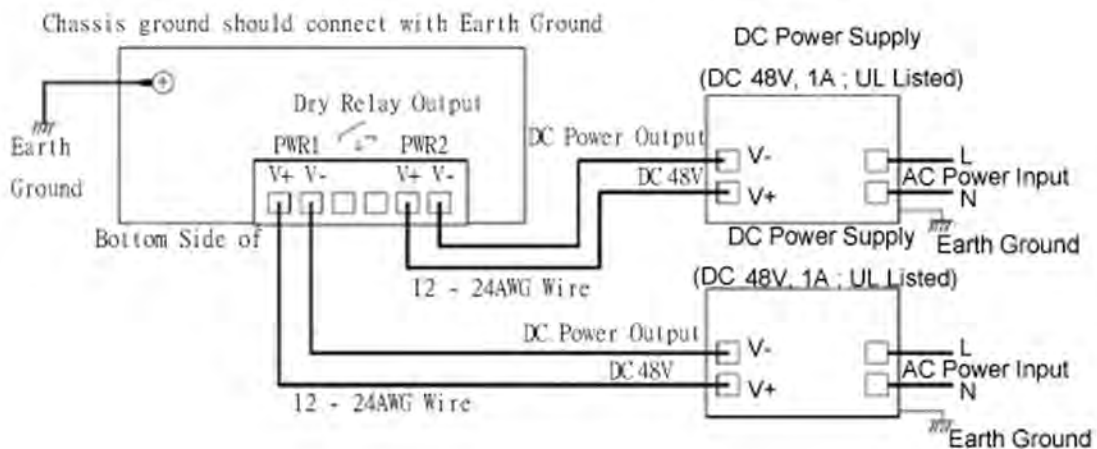 Chassis ground should connect with Earth Ground
Earth
Ground
Dry Relay Output
PWR1 PWR2
V+ V- V+ V-
Bottom Side of
12 - 24AWG Wire
DC Power Output
DC 48V
DC Power Supply
(DC 48V, 1A ; UL Listed)
V-
V+
L
AC Power Input
N
Earth Ground
DC Power Supply
(DC 48V, 1A ; UL Listed)
DC Power Output
DC 48V
12 - 24AWG Wire
V-
V+
L
AC Power Input
N
Earth Ground